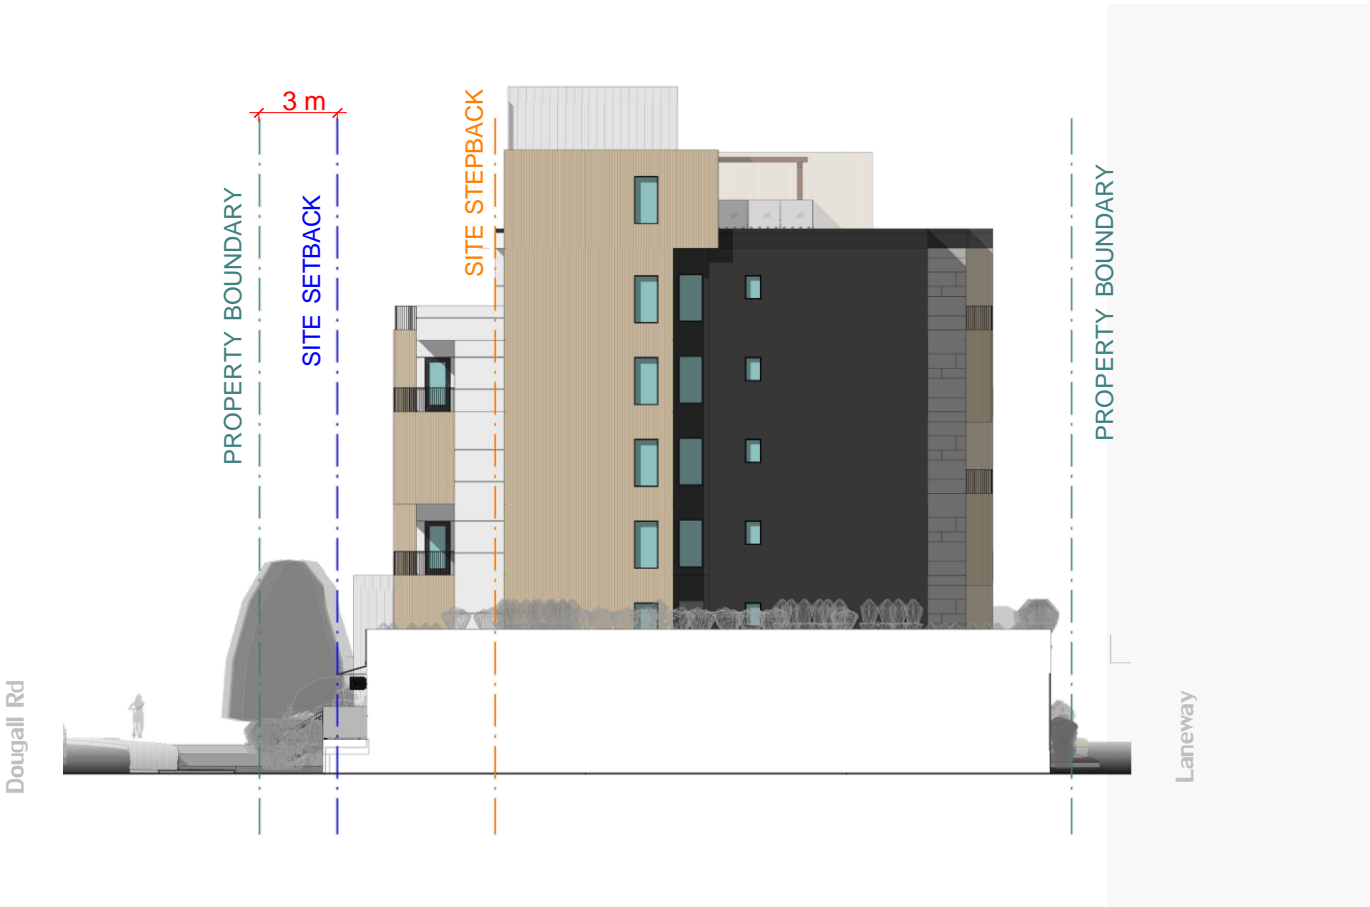 3 m
PROPERTY BOUNDARY
SITE SETBACK
SITE STEPBACK
PROPERTY BOUNDARY
Dougall Rd
Laneway